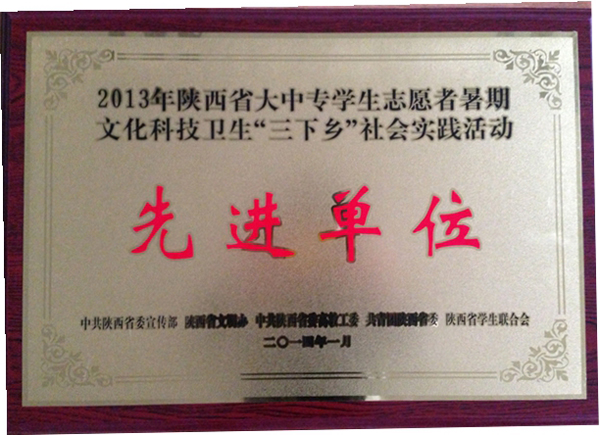 2013年陕西省大中专学生志愿者暑期
文化科技卫生“三下乡”社会实践活动
先进单位
中共陕西省委宣传部 陕西省文明办 中共陕西省委高教工委 共青团陕西省委 陕西省学生联合会
二〇一四年一月